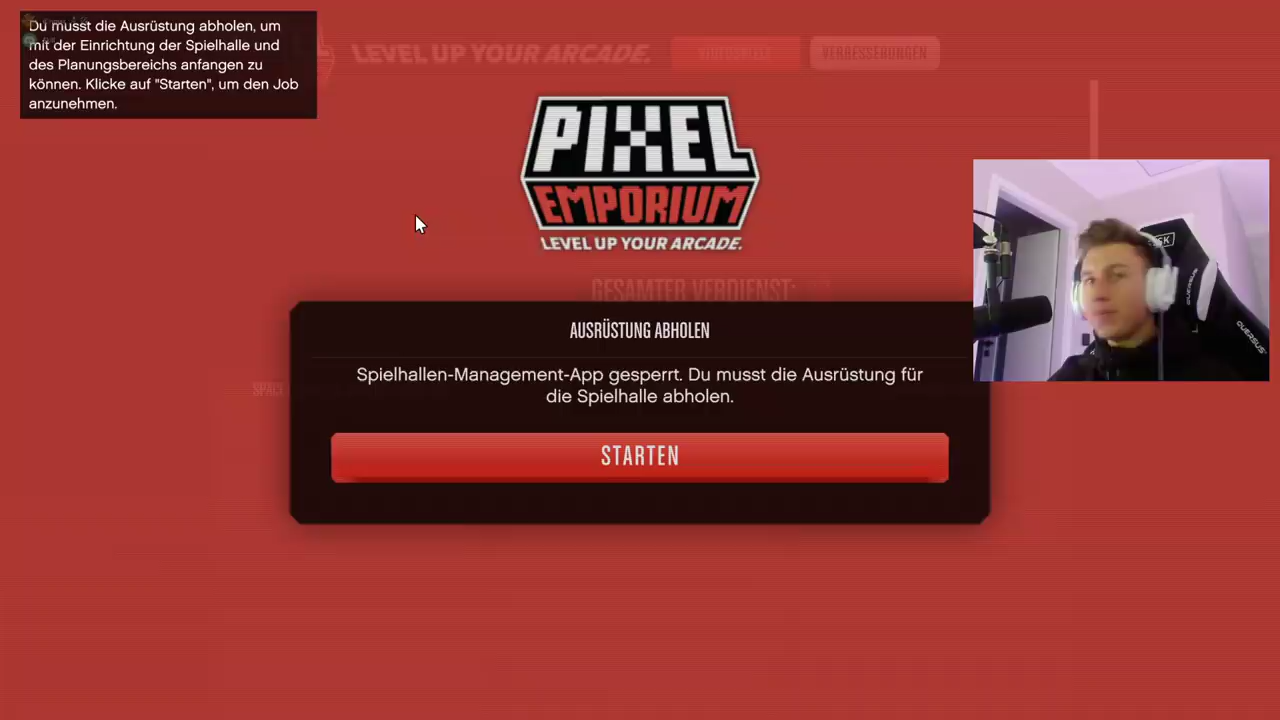 Du musst die Ausrüstung abholen, um
mit der Einrichtung der Spielhalle und
des Planungsbereichs anfangen zu
können. Klicke auf "Starten", um den Job
anzunehmen.
LEVEL UP YOUR ARCADE.
VERBESSERUNGEN
PIXEL
EMPORIUM
LEVEL UP YOUR ARCADE.
GESAMTER VERDIENST:
AUSRÜSTUNG ABHOLEN
Spielhallen-Management-App gesperrt. Du musst die Ausrüstung für
die Spielhalle abholen.
STARTEN
QUERSUS